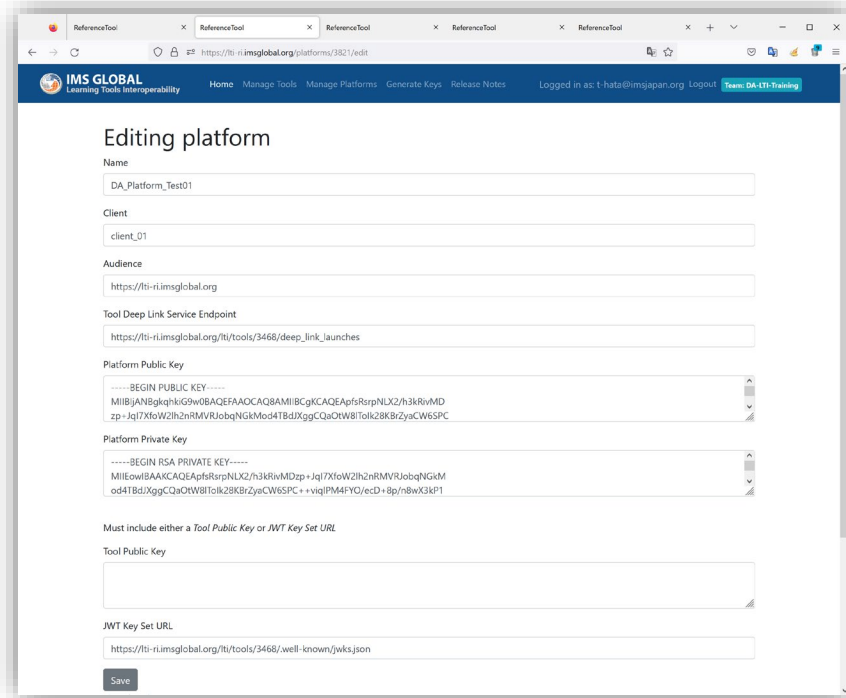 ReferenceTool
ReferenceTool
ReferenceTool
ReferenceTool
ReferenceTool
https://lti-ri.imsglobal.org/platforms/3821/edit
IMS GLOBAL
Learning Tools Interoperability
Home Manage Tools Manage Platforms Generate Keys Release Notes Logged in as: t-hata@imsjapan.org Logout Team: DA-LTI-Training
Editing platform
Name
DA_Platform_Test01
Client
client_01
Audience
https://lti-ri.imsglobal.org
Tool Deep Link Service Endpoint
https://lti-ri.imsglobal.org/lti/tools/3468/deep_link_launches
Platform Public Key
-----BEGIN PUBLIC KEY-----
MIIBIjANBgkqhkiG9w0BAQEFAAOCAQ8AMIIBCgKCAQEApfsRsrpNLX2/h3kRivMD
zp+JqI7XfoW2Ih2nRMVRJobqNGkMod4TBdJXggCQaOtW8lTolk28KBrZyaCW6SPC
Platform Private Key
-----BEGIN RSA PRIVATE KEY-----
MIIEowIBAAKCAQEApfsRsrpNLX2/h3kRivMDzp+JqI7XfoW2Ih2nRMVRJobqNGkM
od4TBdJXggCQaOtW8lTolk28KBrZyaCW6SPC++viqlPM4FYO/ecD+8p/n8wX3kP1
Must include either a Tool Public Key or JWT Key Set URL
Tool Public Key
JWT Key Set URL
https://lti-ri.imsglobal.org/lti/tools/3468/.well-known/jwks.json
Save